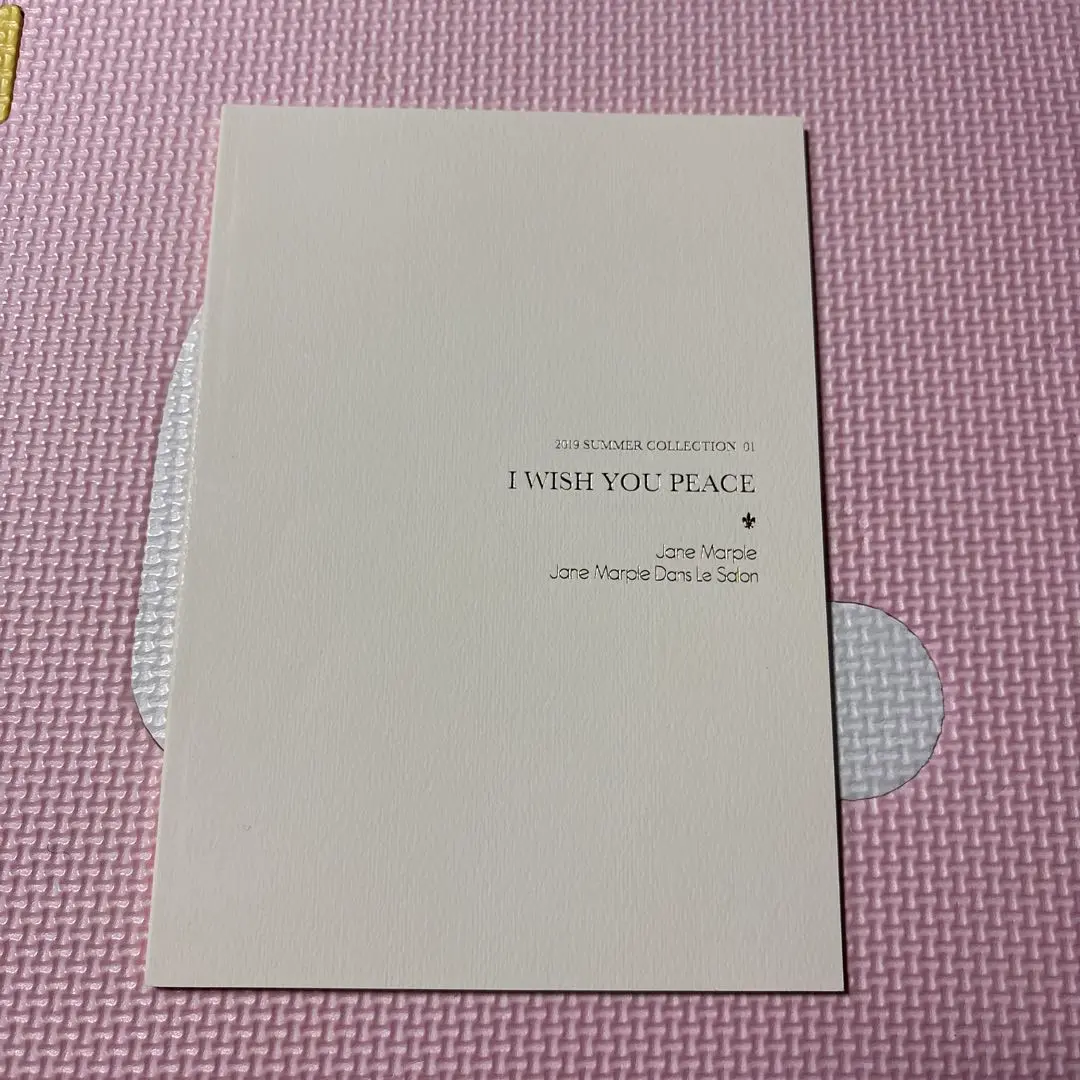 2019 SUMMER COLLECTION 01
I WISH YOU PEACE
Jane Marple
Jane Marple Dans Le Salon